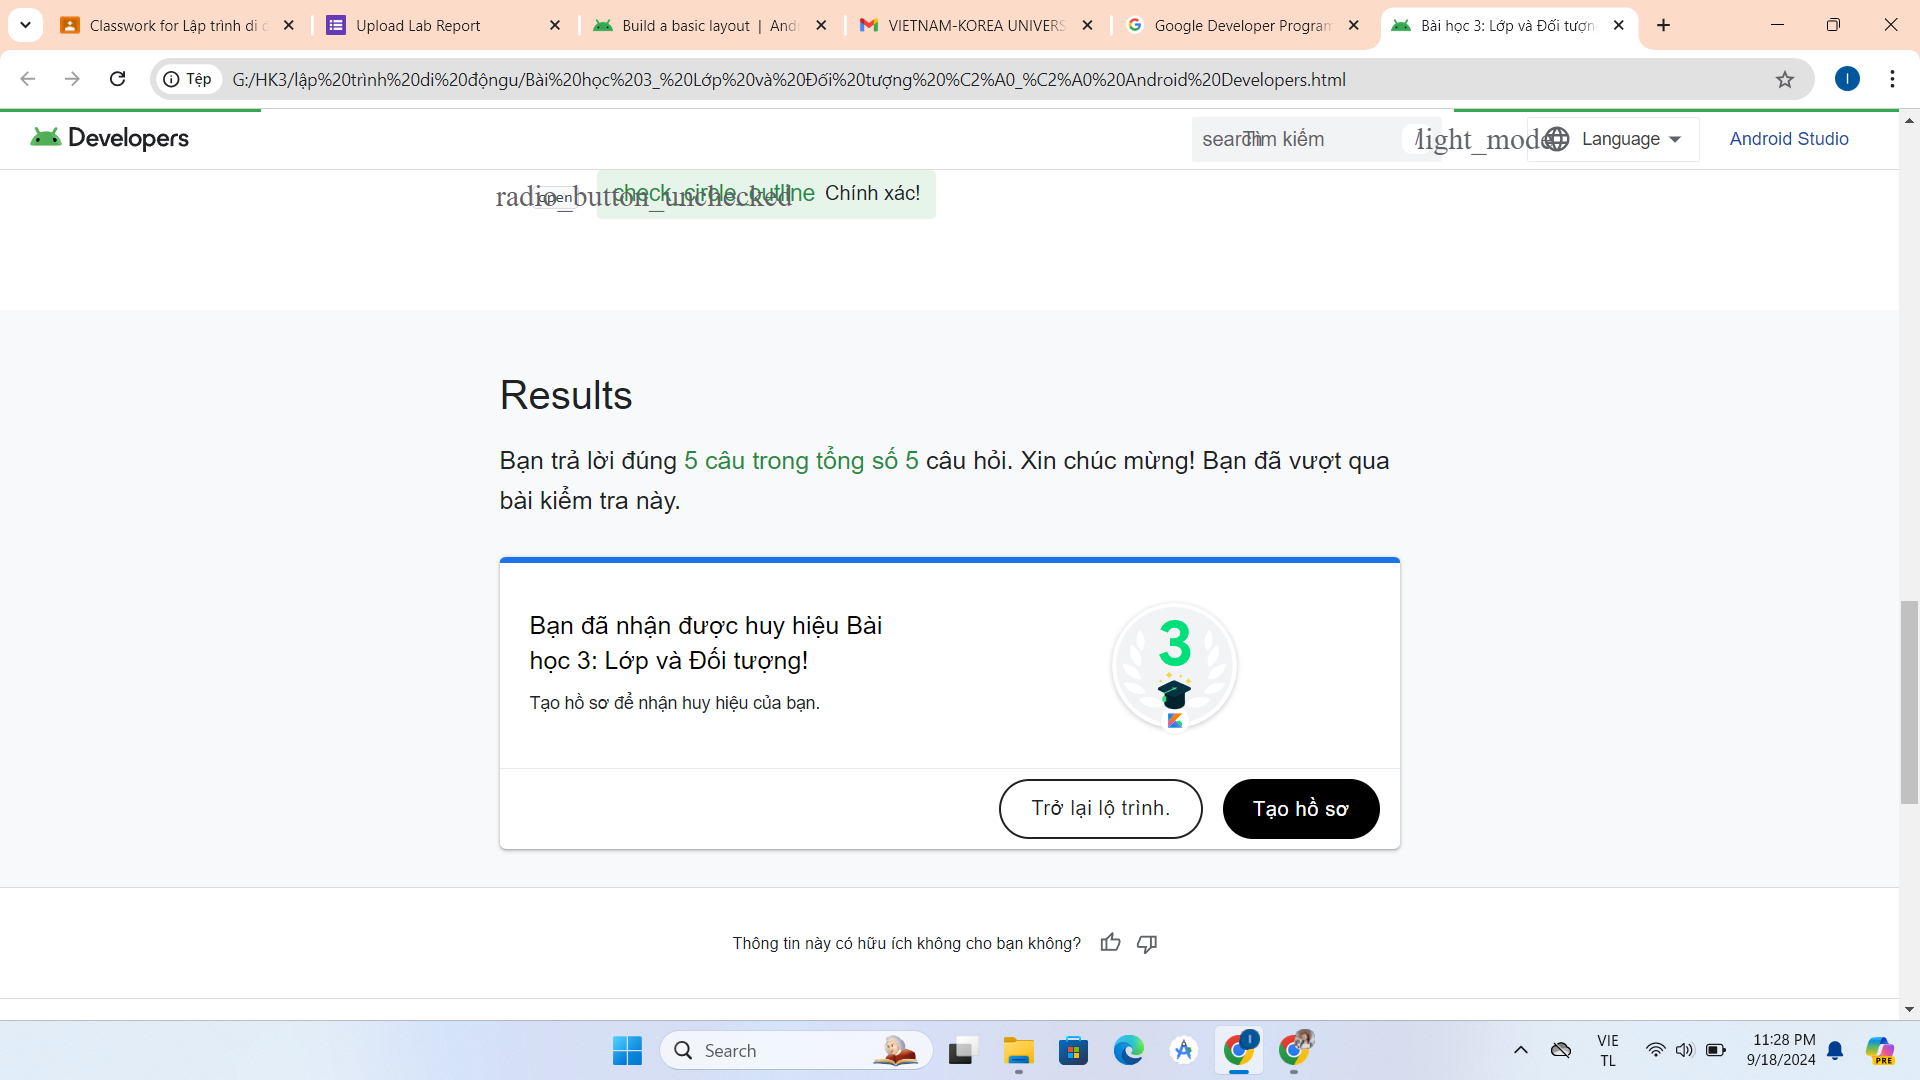 Classwork for Lập trình di đ
Upload Lab Report
Build a basic layout | And
VIETNAM-KOREA UNIVERS
Google Developer Program
Bài học 3: Lớp và Đối tượn
Tệp
G:/HK3/lập%20trình%20di%20độngu/Bài%20học%203_%20Lớp%20và%20Đối%20tượng%20%C2%A0_%C2%A0%20Android%20Developers.html
I
Developers
search
Tìm kiếm
/
light_mode
Language
Android Studio
radio_button_unchecked
open
check_circle_outline Chính xác!
Results
Bạn trả lời đúng 5 câu trong tổng số 5 câu hỏi. Xin chúc mừng! Bạn đã vượt qua
bài kiểm tra này.
Bạn đã nhận được huy hiệu Bài
học 3: Lớp và Đối tượng!
Tạo hồ sơ để nhận huy hiệu của bạn.
3
Trở lại lộ trình.
Tạo hồ sơ
Thông tin này có hữu ích không cho bạn không?
Search
I
VIE
TL
11:28 PM
9/18/2024
PRE